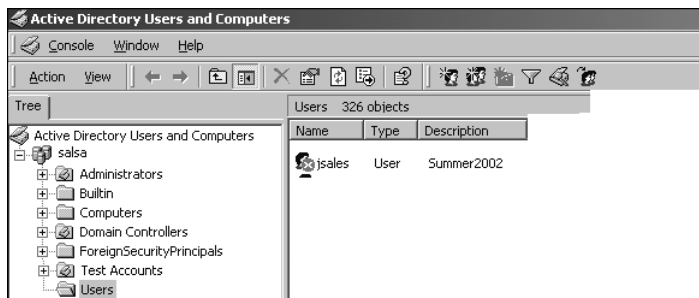 Active Directory Users and Computers
Console Window Help
Action View
Tree
Users 326 objects
Name Type Description
Active Directory Users and Computers
salsa
jsales User Summer2002
Administrators
Builtin
Computers
Domain Controllers
ForeignSecurityPrincipals
Test Accounts
Users